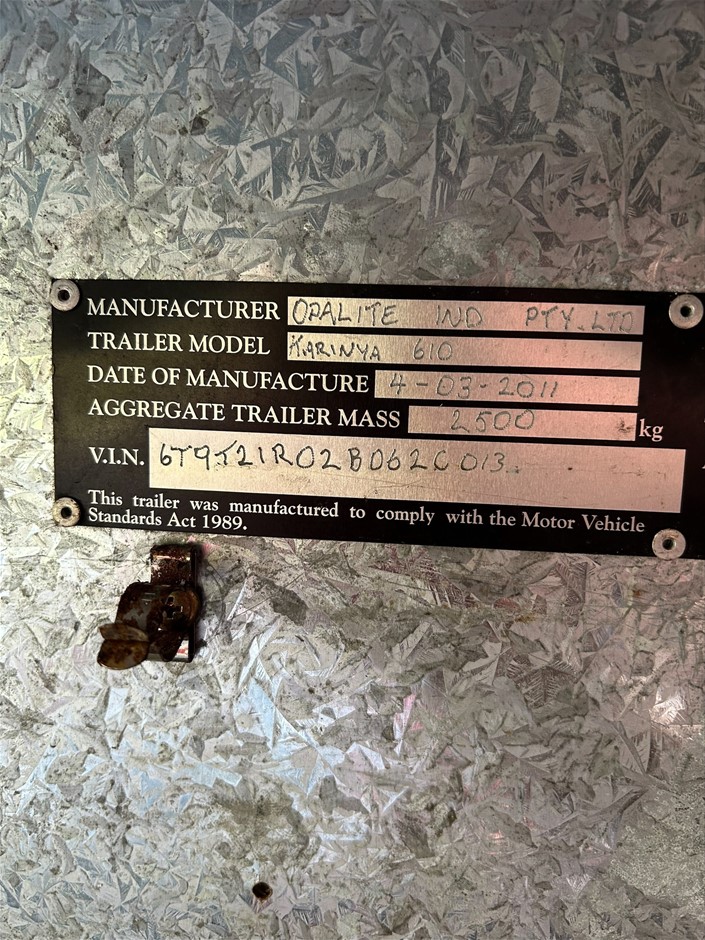 MANUFACTURER OPALITE IND PTY.LTD
TRAILER MODEL KARINYA 610
DATE OF MANUFACTURE 4-03-2011
AGGREGATE TRAILER MASS 2500 kg
V.I.N. 6T9T21R02B062C013
This trailer was manufactured to comply with the Motor Vehicle
Standards Act 1989.